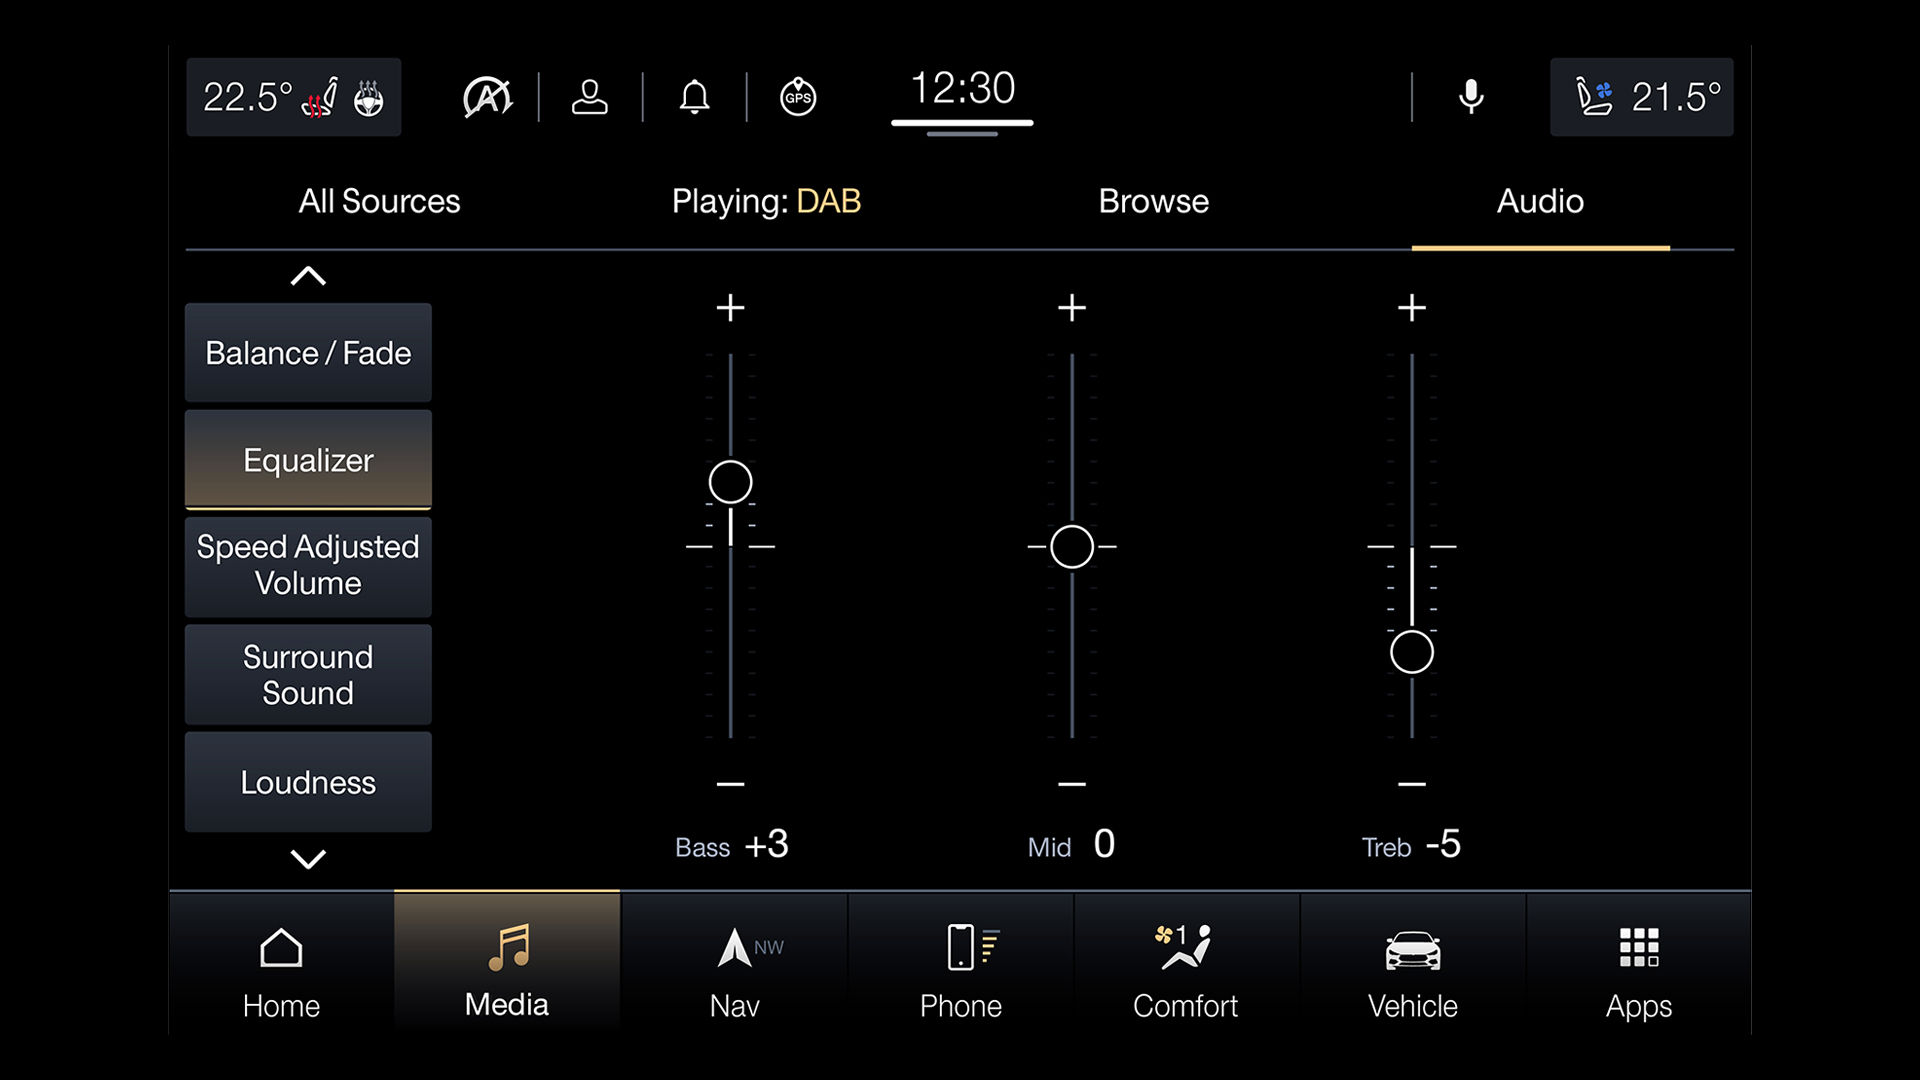 22.5°
A
GPS
12:30
21.5°
All Sources
Playing: DAB
Browse
Audio
Balance / Fade
Equalizer
Speed Adjusted
Volume
Surround
Sound
Loudness
Bass +3
Mid 0
Treb -5
NW
1
Home
Media
Nav
Phone
Comfort
Vehicle
Apps